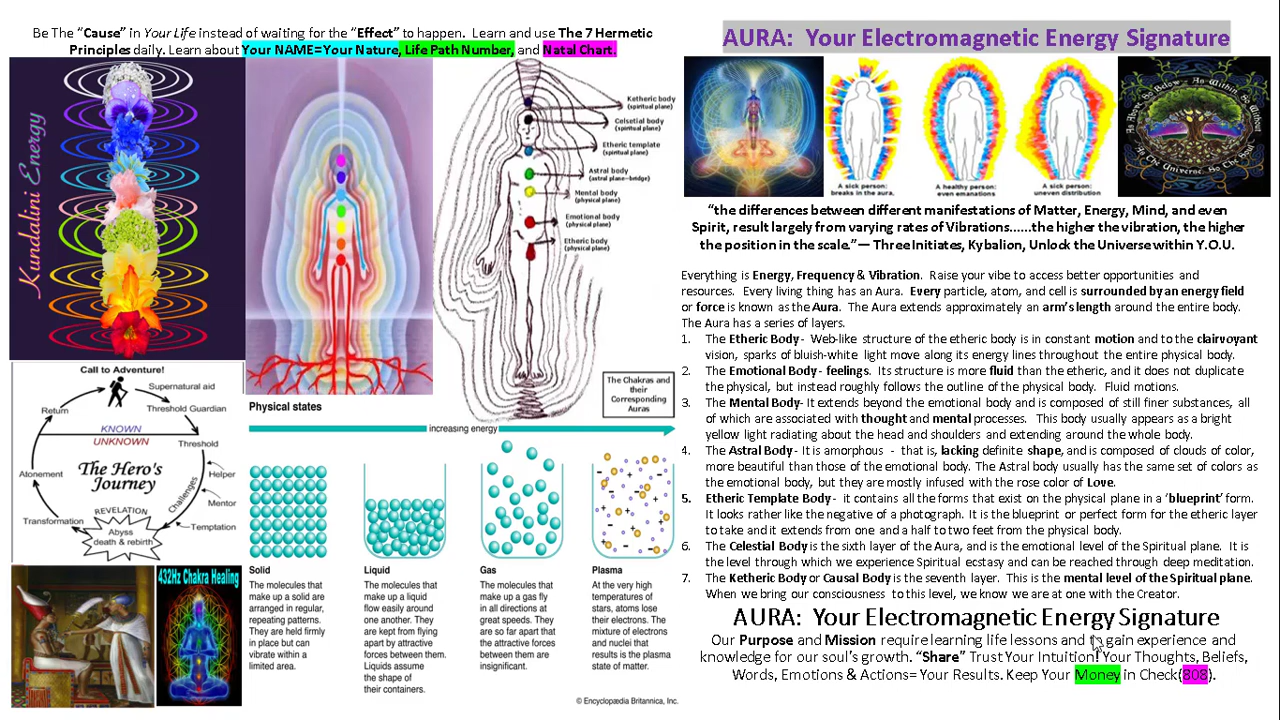 Be The “Cause” in Your Life instead of waiting for the “Effect” to happen. Learn and use The 7 Hermetic
Principles daily. Learn about Your NAME=Your Nature, Life Path Number, and Natal Chart.
Kundalini Energy
Ketheric body
(spiritual plane)
Celsetial body
(spiritual plane)
Etheric template
(spiritual plane)
Astral body
(astral plane-bridge)
Mental body
(physical plane)
Emotional body
(physical plane)
Etheric body
(physical plane)
The Chakras and
their
Corresponding
Auras
Call to Adventure!
Supernatural aid
Threshold Guardian
Return
KNOWN
UNKNOWN
Threshold
The Hero's
Journey
Helper
Mentor
Challenges
Temptation
Atonement
REVELATION
Transformation
Abyss
death & rebirth
432Hz Chakra Healing
Physical states
increasing energy
Solid
The molecules that
make up a solid are
arranged in regular,
repeating patterns.
They are held firmly
in place but can
vibrate within a
limited area.
Liquid
The molecules that
make up a liquid
flow easily around
one another. They
are kept from flying
apart by attractive
forces between them.
Liquids assume
the shape of
their containers.
Gas
The molecules that
make up a gas fly
in all directions at
great speeds. They
are so far apart that
the attractive forces
between them are
insignificant.
Plasma
At the very high
temperatures of
stars, atoms lose
their electrons. The
mixture of electrons
and nuclei that
results is the plasma
state of matter.
© Encyclopædia Britannica, Inc.
AURA: Your Electromagnetic Energy Signature
A sick person:
breaks in the aura.
A healthy person:
even emanations
A sick person:
uneven distribution
“the differences between different manifestations of Matter, Energy, Mind, and even
Spirit, result largely from varying rates of Vibrations......the higher the vibration, the higher
the position in the scale.”— Three Initiates, Kybalion, Unlock the Universe within Y.O.U.
Everything is Energy, Frequency & Vibration. Raise your vibe to access better opportunities and
resources. Every living thing has an Aura. Every particle, atom, and cell is surrounded by an energy field
or force is known as the Aura. The Aura extends approximately an arm's length around the entire body.
The Aura has a series of layers.
1. The Etheric Body- Web-like structure of the etheric body is in constant motion and to the clairvoyant
vision, sparks of bluish-white light move along its energy lines throughout the entire physical body.
2. The Emotional Body- feelings. Its structure is more fluid than the etheric, and it does not duplicate
the physical, but instead roughly follows the outline of the physical body. Fluid motions.
3. The Mental Body- It extends beyond the emotional body and is composed of still finer substances, all
of which are associated with thought and mental processes. This body usually appears as a bright
yellow light radiating about the head and shoulders and extending around the whole body.
4. The Astral Body- It is amorphous - that is, lacking definite shape, and is composed of clouds of color,
more beautiful than those of the emotional body. The Astral body usually has the same set of colors as
the emotional body, but they are mostly infused with the rose color of Love.
5. Etheric Template Body- it contains all the forms that exist on the physical plane in a ‘blueprint’ form.
It looks rather like the negative of a photograph. It is the blueprint or perfect form for the etheric layer
to take and it extends from one and a half to two feet from the physical body.
6. The Celestial Body is the sixth layer of the Aura, and is the emotional level of the Spiritual plane. It is
the level through which we experience Spiritual ecstasy and can be reached through deep meditation.
7. The Ketheric Body or Causal Body is the seventh layer. This is the mental level of the Spiritual plane.
When we bring our consciousness to this level, we know we are at one with the Creator.
AURA: Your Electromagnetic Energy Signature
Our Purpose and Mission require learning life lessons and to gain experience and
knowledge for our soul's growth. “Share” Trust Your Intuition! Your Thoughts, Beliefs,
Words, Emotions & Actions= Your Results. Keep Your Money in Check(808).